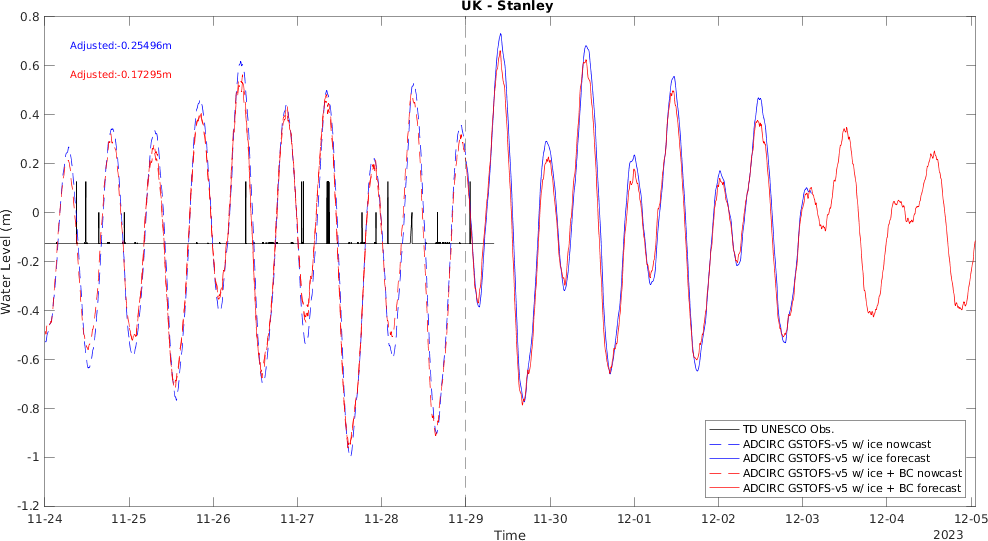 UK - Stanley
Adjusted:-0.25496m
Adjusted:-0.17295m
Water Level (m)
0.8
0.6
0.4
0.2
0
-0.2
-0.4
-0.6
-0.8
-1
-1.2
TD UNESCO Obs.
ADCIRC GSTOFS-v5 w/ ice nowcast
ADCIRC GSTOFS-v5 w/ ice forecast
ADCIRC GSTOFS-v5 w/ ice + BC nowcast
ADCIRC GSTOFS-v5 w/ ice + BC forecast
11-24 11-25 11-26 11-27 11-28 11-29 11-30 12-01 12-02 12-03 12-04 12-05
Time
2023